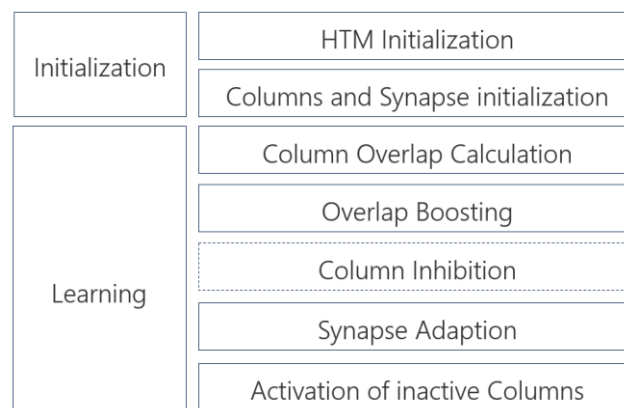 Initialization
HTM Initialization
Columns and Synapse initialization
Learning
Column Overlap Calculation
Overlap Boosting
Column Inhibition
Synapse Adaption
Activation of inactive Columns